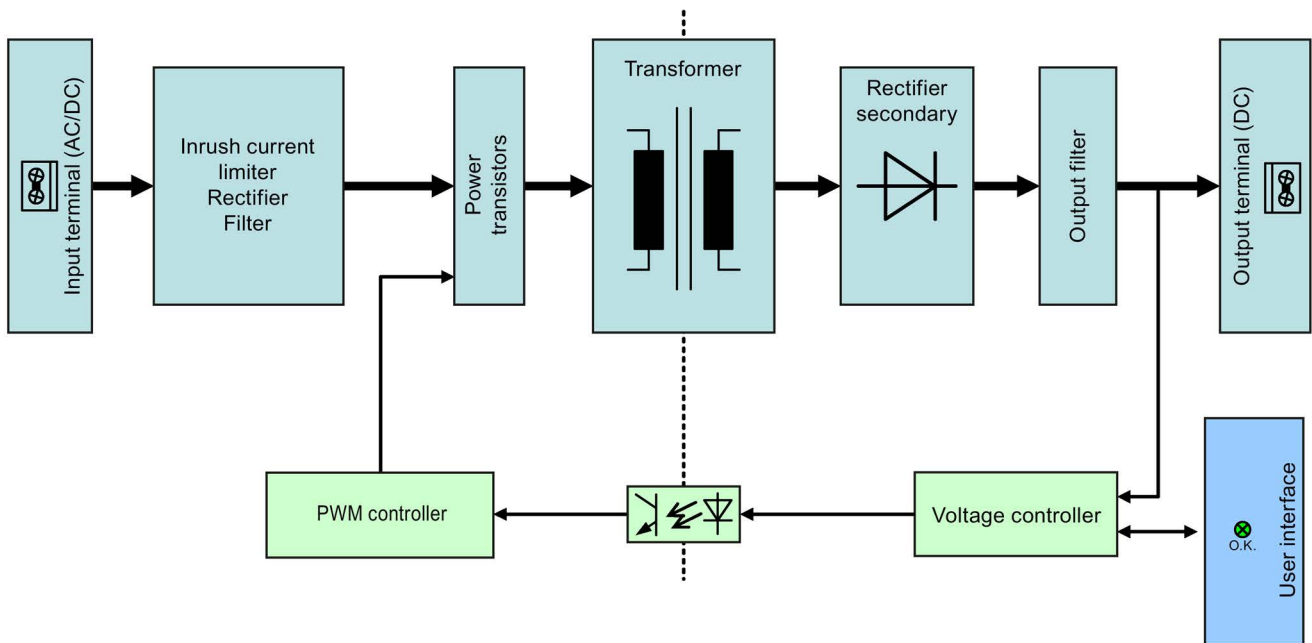 Input terminal (AC/DC)
Inrush current
limiter
Rectifier
Filter
Power
transistors
Transformer
Rectifier
secondary
Output filter
Output terminal (DC)
PWM controller
Voltage controller
O.K.
User interface